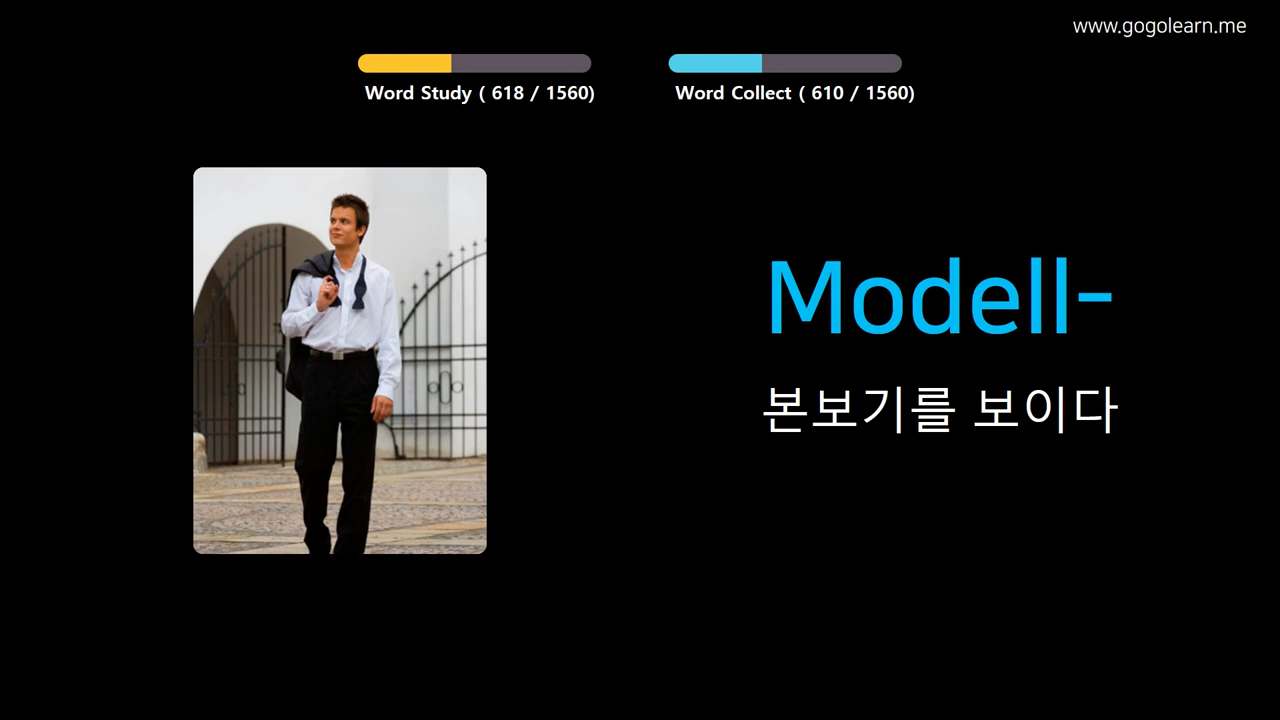 www.gogolearn.me
Word Study ( 618 / 1560)
Word Collect ( 610 / 1560)
Modell-
본보기를 보이다